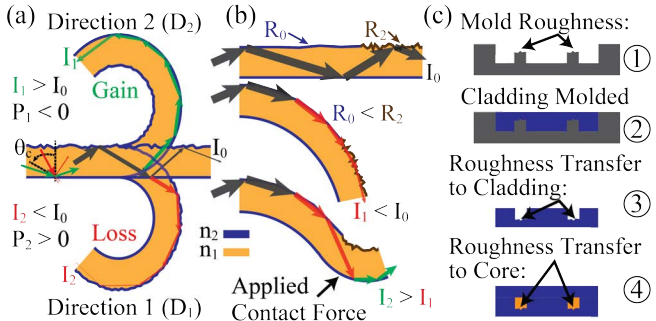 (a)
Direction 2 (D₂)
I₁
I₁ > I₀
P₁ < 0
Gain
θc
I₀
I₂ < I₀
P₂ > 0
Loss
n₂
n₁
I₂
Direction 1 (D₁)
(b)
R₀
R₂
I₀
R₀ < R₂
I₁ < I₀
Applied
Contact Force
I₂ > I₁
(c)
Mold Roughness:
①
Cladding Molded
②
Roughness Transfer
to Cladding:
③
Roughness Transfer
to Core:
④